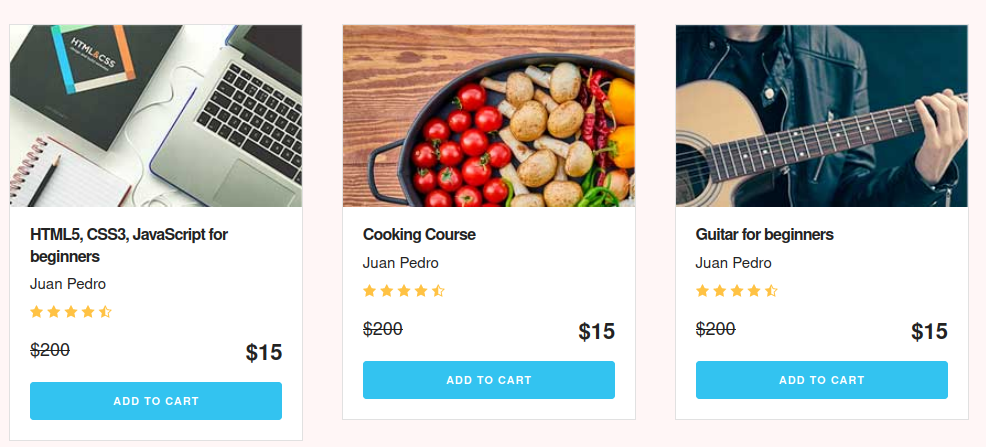 HTML&CSS
HTML5, CSS3, JavaScript for
beginners
Juan Pedro
$200
$15
ADD TO CART
Cooking Course
Juan Pedro
$200
$15
ADD TO CART
Guitar for beginners
Juan Pedro
$200
$15
ADD TO CART